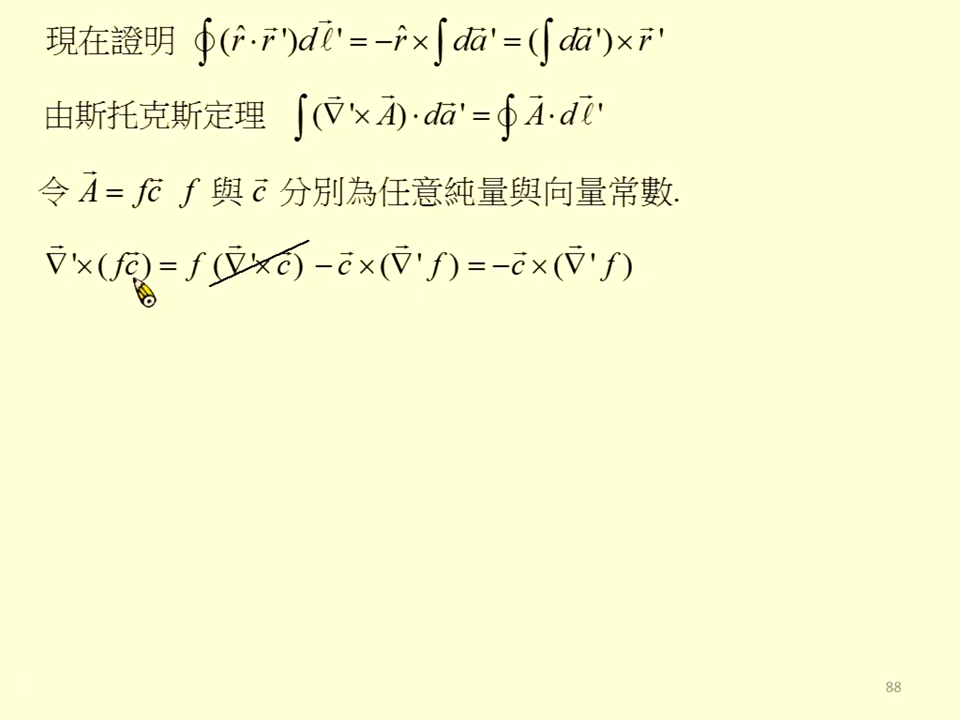 現在證明 ∮(r̂·r⃗')dℓ⃗' = −r̂×∫da⃗' = (∫da⃗')×r⃗'
由斯托克斯定理 ∫(∇⃗'×A⃗)·da⃗' = ∮A⃗·dℓ⃗'
令 A⃗ = fc⃗ f 與 c⃗ 分別為任意純量與向量常數.
∇⃗'×(fc⃗) = f(∇⃗'×c⃗) − c⃗×(∇⃗'f) = −c⃗×(∇⃗'f)
88